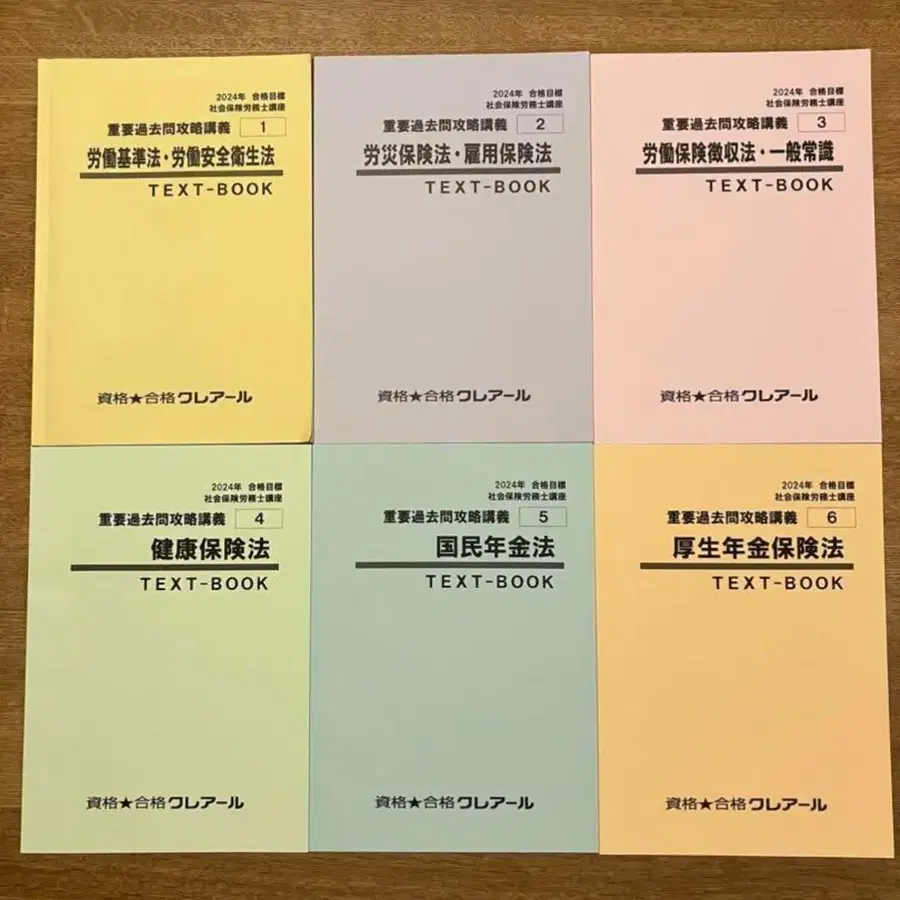 2024年 合格目標
社会保険労務士講座
重要過去問攻略講義 1
労働基準法・労働安全衛生法
TEXT-BOOK
資格★合格クレアール
2024年 合格目標
社会保険労務士講座
重要過去問攻略講義 2
労災保険法・雇用保険法
TEXT-BOOK
資格★合格クレアール
2024年 合格目標
社会保険労務士講座
重要過去問攻略講義 3
労働保険徴収法・一般常識
TEXT-BOOK
資格★合格クレアール
2024年 合格目標
社会保険労務士講座
重要過去問攻略講義 4
健康保険法
TEXT-BOOK
資格★合格クレアール
2024年 合格目標
社会保険労務士講座
重要過去問攻略講義 5
国民年金法
TEXT-BOOK
資格★合格クレアール
2024年 合格目標
社会保険労務士講座
重要過去問攻略講義 6
厚生年金保険法
TEXT-BOOK
資格★合格クレアール